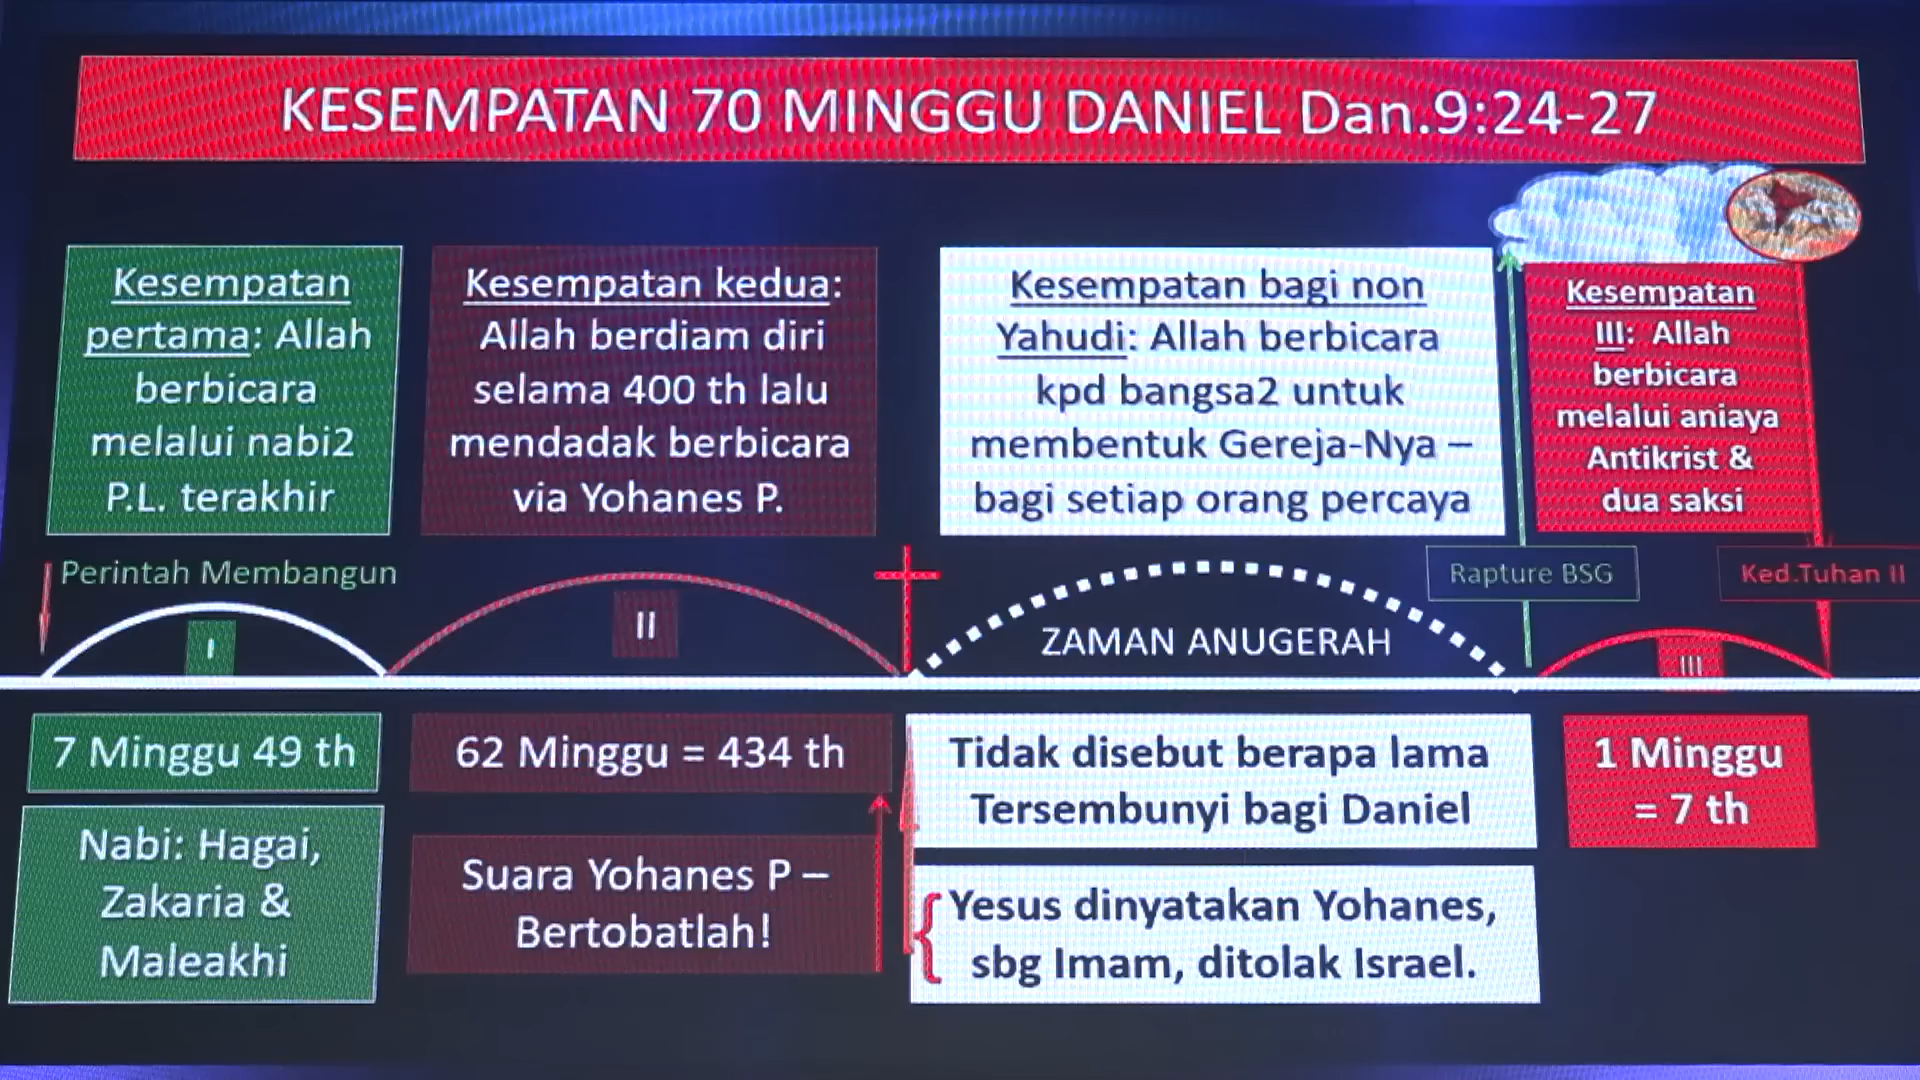 KESEMPATAN 70 MINGGU DANIEL Dan.9:24-27
Kesempatan
pertama: Allah
berbicara
melalui nabi2
P.L. terakhir
Kesempatan kedua:
Allah berdiam diri
selama 400 th lalu
mendadak berbicara
via Yohanes P.
Kesempatan bagi non
Yahudi: Allah berbicara
kpd bangsa2 untuk
membentuk Gereja-Nya –
bagi setiap orang percaya
Kesempatan
III: Allah
berbicara
melalui aniaya
Antikrist &
dua saksi
Perintah Membangun
Rapture BSG
Ked.Tuhan II
I
II
ZAMAN ANUGERAH
III
7 Minggu 49 th
62 Minggu = 434 th
Tidak disebut berapa lama
Tersembunyi bagi Daniel
1 Minggu
= 7 th
Nabi: Hagai,
Zakaria &
Maleakhi
Suara Yohanes P –
Bertobatlah!
Yesus dinyatakan Yohanes,
sbg Imam, ditolak Israel.